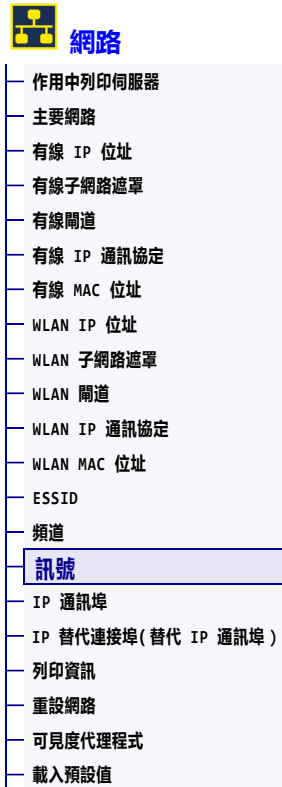 網路
作用中列印伺服器
主要網路
有線 IP 位址
有線子網路遮罩
有線閘道
有線 IP 通訊協定
有線 MAC 位址
WLAN IP 位址
WLAN 子網路遮罩
WLAN 閘道
WLAN IP 通訊協定
WLAN MAC 位址
ESSID
頻道
訊號
IP 通訊埠
IP 替代連接埠(替代 IP 通訊埠)
列印資訊
重設網路
可見度代理程式
載入預設值